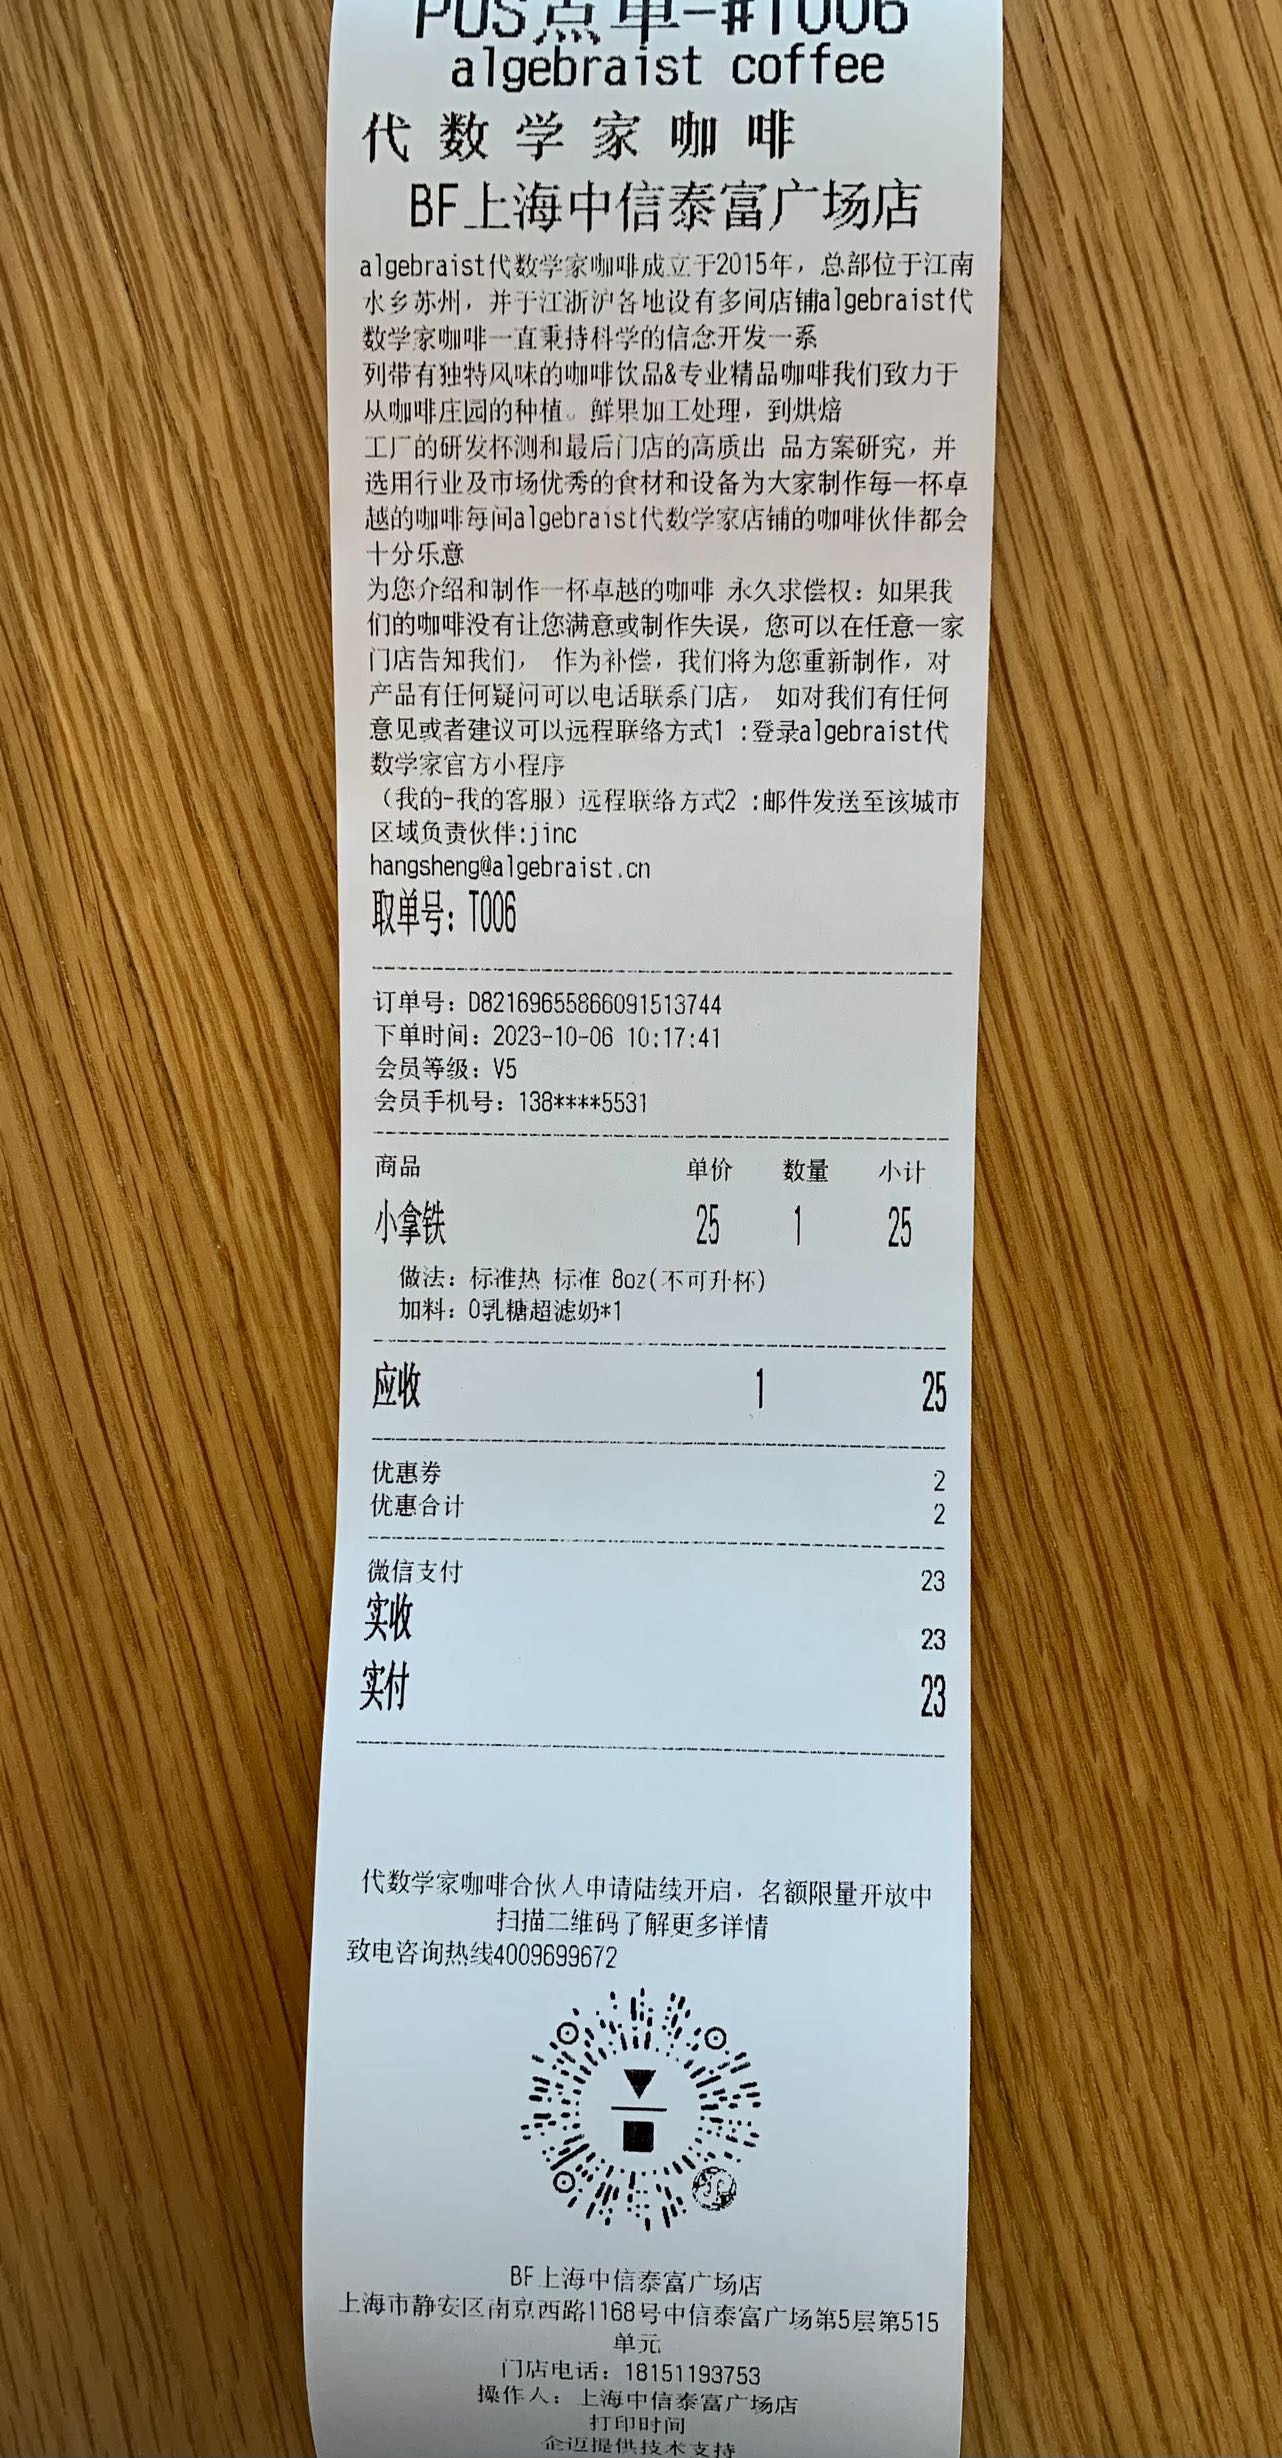 POS点单-#T006
algebraist coffee
代数学家咖啡
BF上海中信泰富广场店
algebraist代数学家咖啡成立于2015年，总部位于江南
水乡苏州，并于江浙沪各地设有多间店铺algebraist代
数学家咖啡一直秉持科学的信念开发一系
列带有独特风味的咖啡饮品&专业精品咖啡我们致力于
从咖啡庄园的种植。鲜果加工处理，到烘焙
工厂的研发杯测和最后门店的高质出 品方案研究，并
选用行业及市场优秀的食材和设备为大家制作每一杯卓
越的咖啡每间algebraist代数学家店铺的咖啡伙伴都会
十分乐意
为您介绍和制作一杯卓越的咖啡 永久求偿权：如果我
们的咖啡没有让您满意或制作失误，您可以在任意一家
门店告知我们， 作为补偿，我们将为您重新制作，对
产品有任何疑问可以电话联系门店， 如对我们有任何
意见或者建议可以远程联络方式1 :登录algebraist代
数学家官方小程序
（我的-我的客服）远程联络方式2 :邮件发送至该城市
区域负责伙伴:jinc
hangsheng@algebraist.cn
取单号：T006
订单号：D82169655866091513744
下单时间：2023-10-06 10:17:41
会员等级：V5
会员手机号：138****5531
商品 单价 数量 小计
小拿铁 25 1 25
做法：标准热 标准 8oz(不可升杯)
加料：0乳糖超滤奶*1
应收 1 25
优惠券 2
优惠合计 2
微信支付 23
实收 23
实付 23
代数学家咖啡合伙人申请陆续开启，名额限量开放中
扫描二维码了解更多详情
致电咨询热线4009699672
BF上海中信泰富广场店
上海市静安区南京西路1168号中信泰富广场第5层第515
单元
门店电话：18151193753
操作人：上海中信泰富广场店
打印时间
企迈提供技术支持